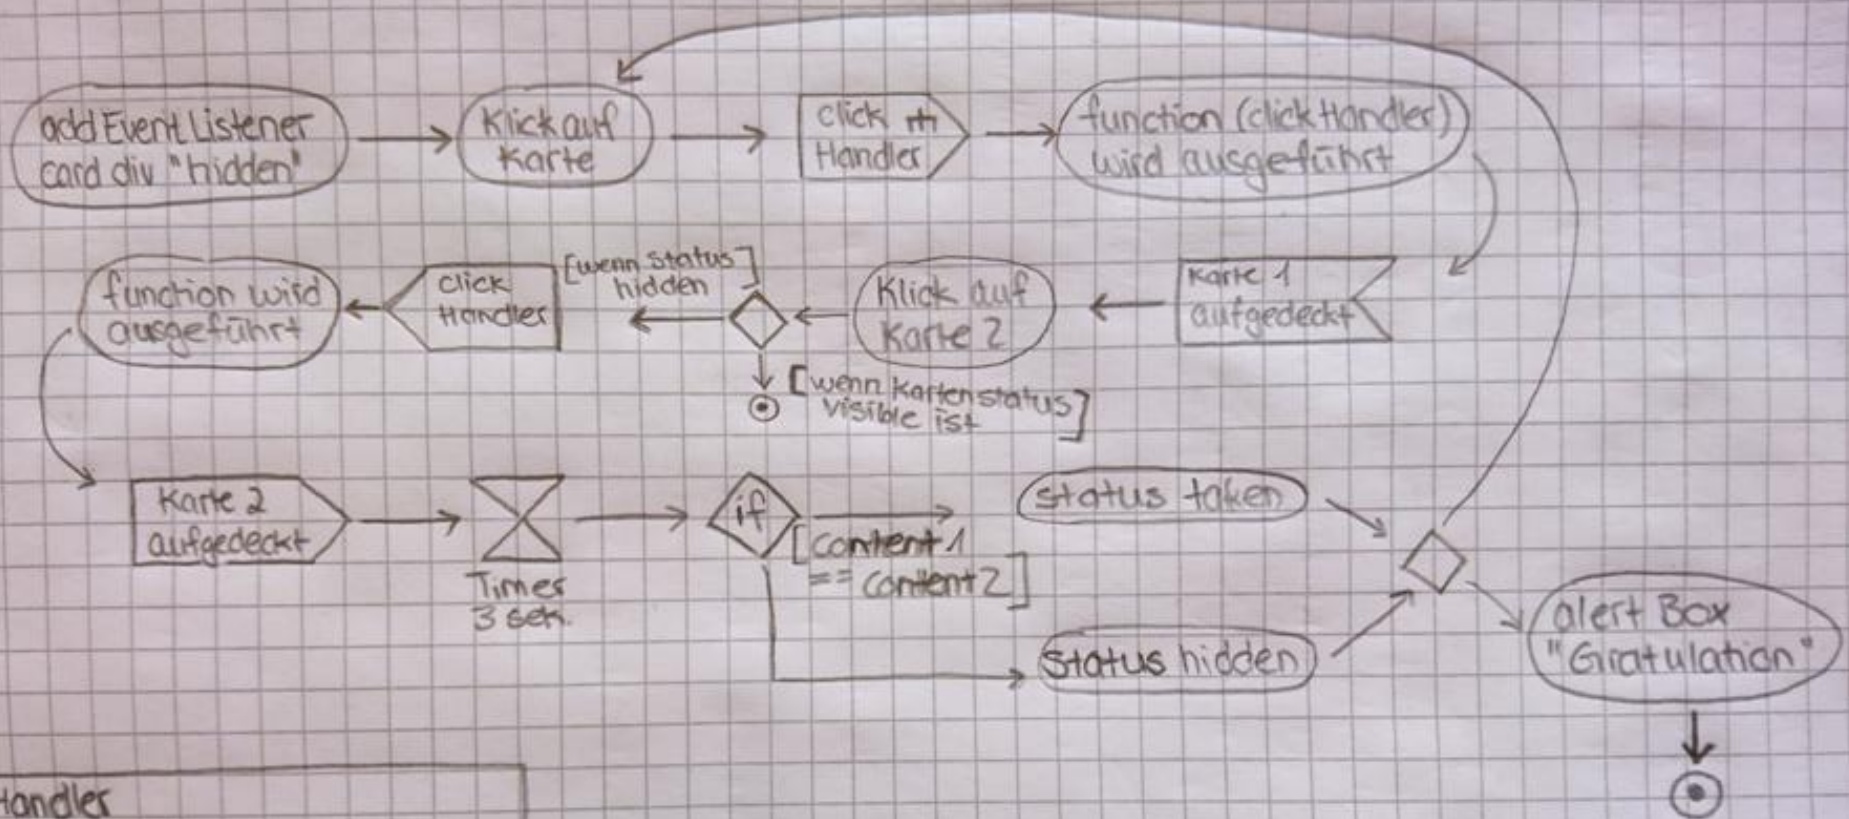 add Event Listener
card div "hidden"
Klick auf
Karte
click
Handler
function (click Handler)
wird ausgeführt
Karte 1
aufgedeckt
Klick auf
Karte 2
[wenn status]
hidden
[wenn Kartenstatus]
visible ist
click
Handler
function wird
ausgeführt
Karte 2
aufgedeckt
Timer
3 sek.
if
[content 1
== content 2]
status taken
status hidden
alert Box
"Gratulation"
Handler